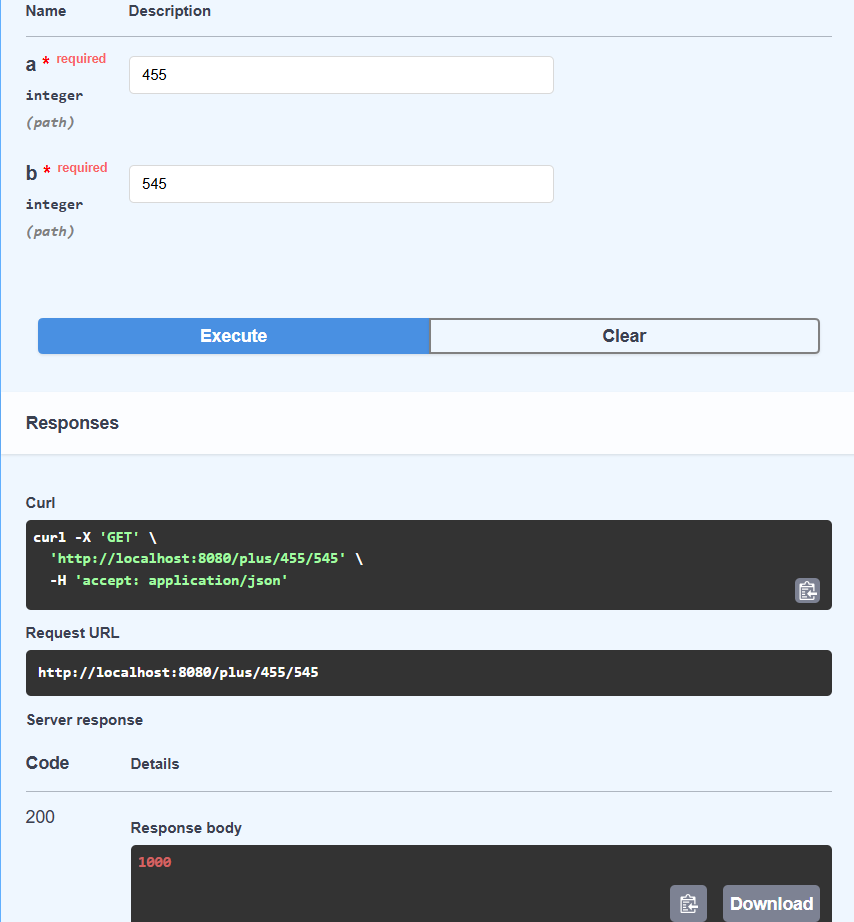 Name Description
a * required
455
integer
(path)
b * required
545
integer
(path)
Execute Clear
Responses
Curl
curl -X 'GET' \
  'http://localhost:8080/plus/455/545' \
  -H 'accept: application/json'
Request URL
http://localhost:8080/plus/455/545
Server response
Code Details
200
Response body
1000
Download